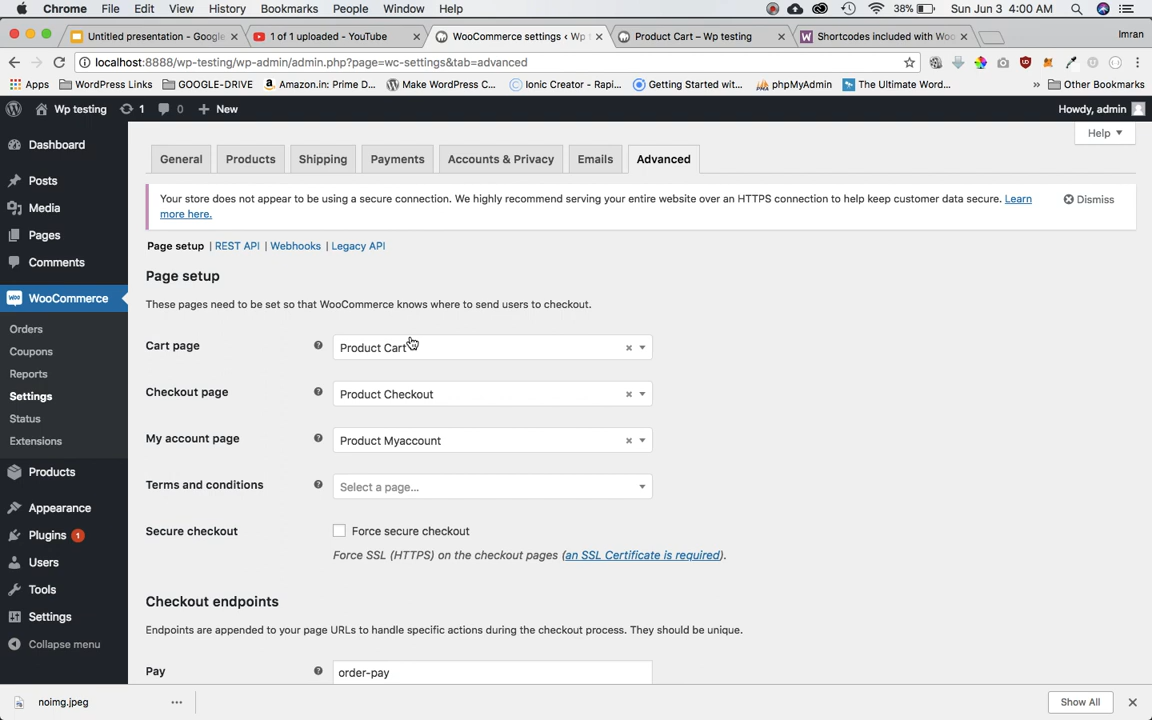 Chrome File Edit View History Bookmarks People Window Help 38% Sun Jun 3 4:00 AM
Untitled presentation - Google 1 of 1 uploaded - YouTube WooCommerce settings ‹ Wp t Product Cart – Wp testing Shortcodes included with Woo Imran
localhost:8888/wp-testing/wp-admin/admin.php?page=wc-settings&tab=advanced
Apps WordPress Links GOOGLE-DRIVE Amazon.in: Prime D... Make WordPress C... Ionic Creator - Rapi... Getting Started wit... phpMyAdmin The Ultimate Word... » Other Bookmarks
Wp testing 1 0 + New Howdy, admin
Help
Dashboard
Posts
Media
Pages
Comments
WooCommerce
Orders
Coupons
Reports
Settings
Status
Extensions
Products
Appearance
Plugins 1
Users
Tools
Settings
Collapse menu
General Products Shipping Payments Accounts & Privacy Emails Advanced
Your store does not appear to be using a secure connection. We highly recommend serving your entire website over an HTTPS connection to help keep customer data secure. Learn
more here.
Dismiss
Page setup | REST API | Webhooks | Legacy API
Page setup
These pages need to be set so that WooCommerce knows where to send users to checkout.
Cart page Product Cart ×
Checkout page Product Checkout ×
My account page Product Myaccount ×
Terms and conditions Select a page...
Secure checkout Force secure checkout
Force SSL (HTTPS) on the checkout pages (an SSL Certificate is required).
Checkout endpoints
Endpoints are appended to your page URLs to handle specific actions during the checkout process. They should be unique.
Pay order-pay
noimg.jpeg ... Show All